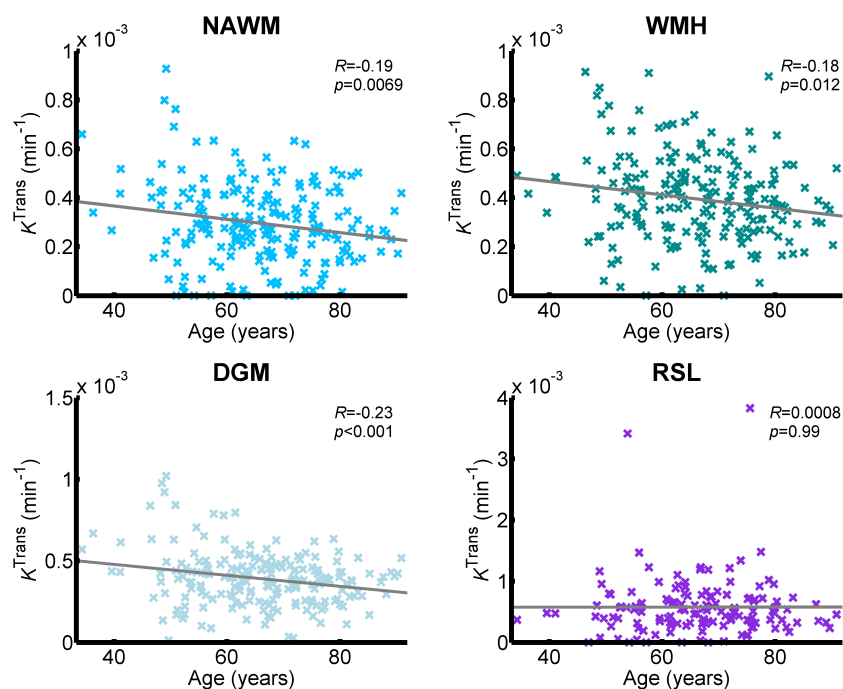 NAWM
x 10⁻³
1
0.8
0.6
0.4
0.2
0
K^Trans (min⁻¹)
R=-0.19
p=0.0069
40 60 80
Age (years)
WMH
x 10⁻³
1
0.8
0.6
0.4
0.2
0
K^Trans (min⁻¹)
R=-0.18
p=0.012
40 60 80
Age (years)
DGM
x 10⁻³
1.5
1
0.5
0
K^Trans (min⁻¹)
R=-0.23
p<0.001
40 60 80
Age (years)
RSL
x 10⁻³
4
3
2
1
0
K^Trans (min⁻¹)
R=0.0008
p=0.99
40 60 80
Age (years)